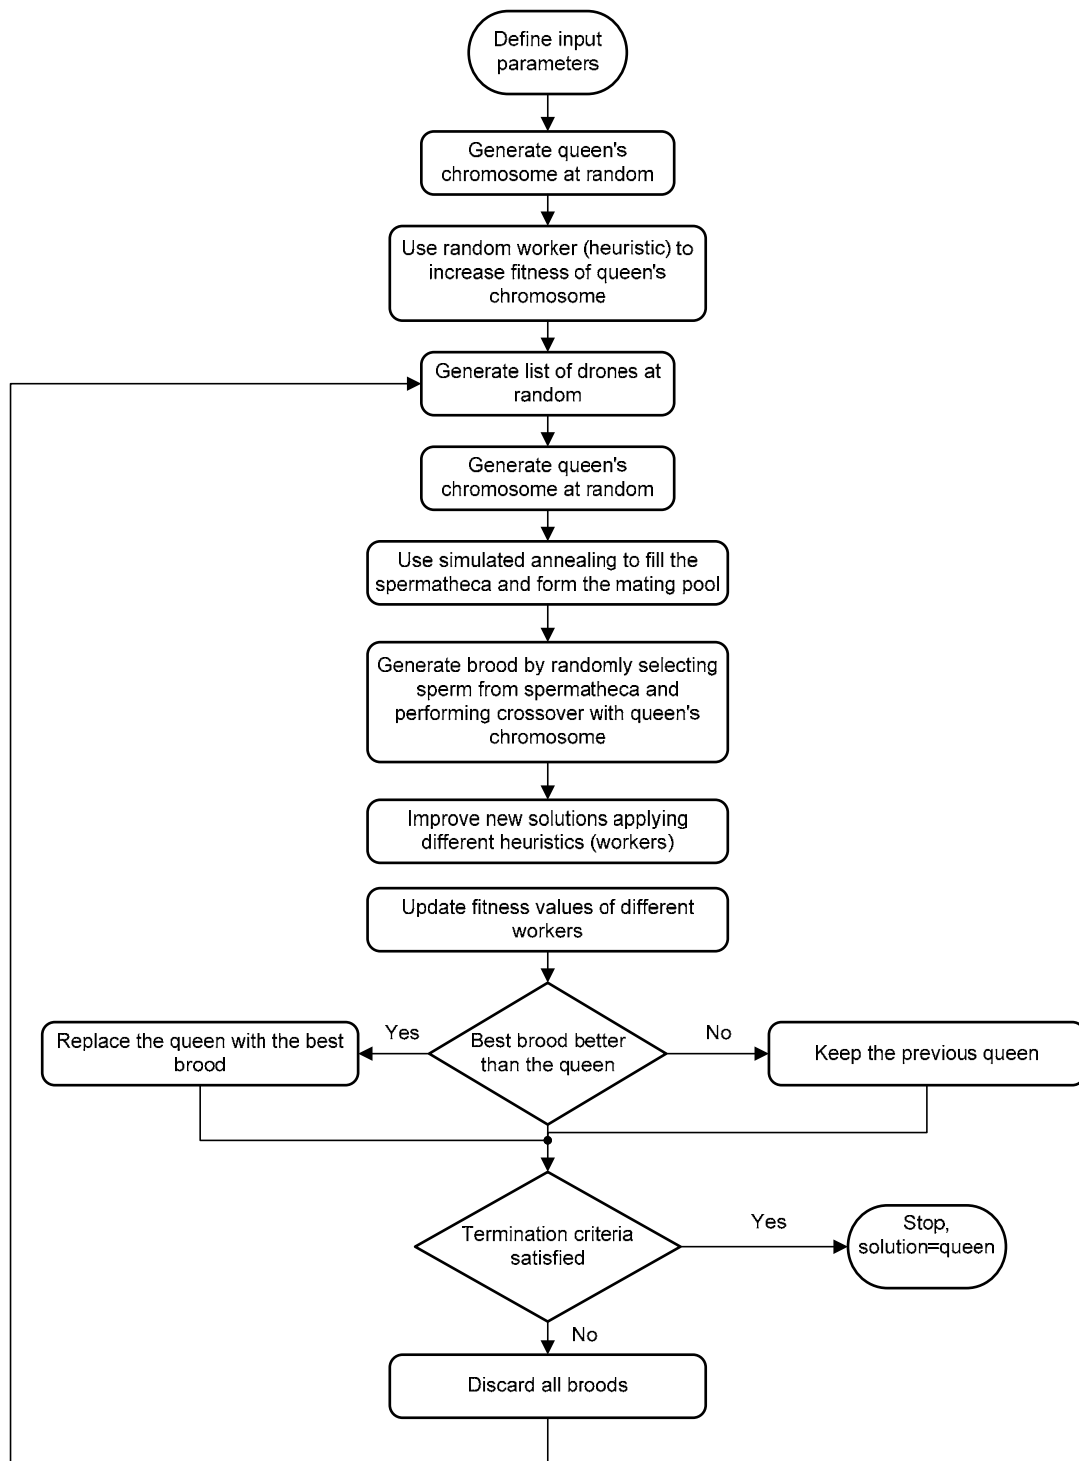 Define input
parameters
Generate queen's
chromosome at random
Use random worker (heuristic) to
increase fitness of queen's
chromosome
Generate list of drones at
random
Generate queen's
chromosome at random
Use simulated annealing to fill the
spermatheca and form the mating pool
Generate brood by randomly selecting
sperm from spermatheca and
performing crossover with queen's
chromosome
Improve new solutions applying
different heuristics (workers)
Update fitness values of different
workers
Best brood better
than the queen
Yes
Replace the queen with the best
brood
No
Keep the previous queen
Termination criteria
satisfied
Yes
Stop,
solution=queen
No
Discard all broods